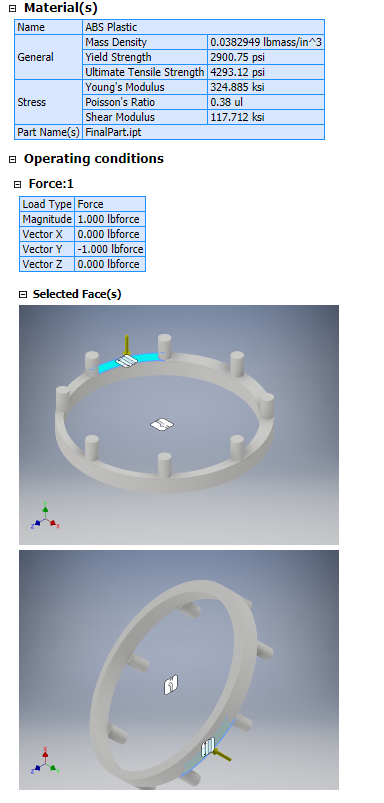 Material(s)
Name ABS Plastic
General Mass Density 0.0382949 lbmass/in^3
Yield Strength 2900.75 psi
Ultimate Tensile Strength 4293.12 psi
Stress Young's Modulus 324.885 ksi
Poisson's Ratio 0.38 ul
Shear Modulus 117.712 ksi
Part Name(s) FinalPart.ipt
Operating conditions
Force:1
Load Type Force
Magnitude 1.000 lbforce
Vector X 0.000 lbforce
Vector Y -1.000 lbforce
Vector Z 0.000 lbforce
Selected Face(s)
Y
Z X
X
Z Y